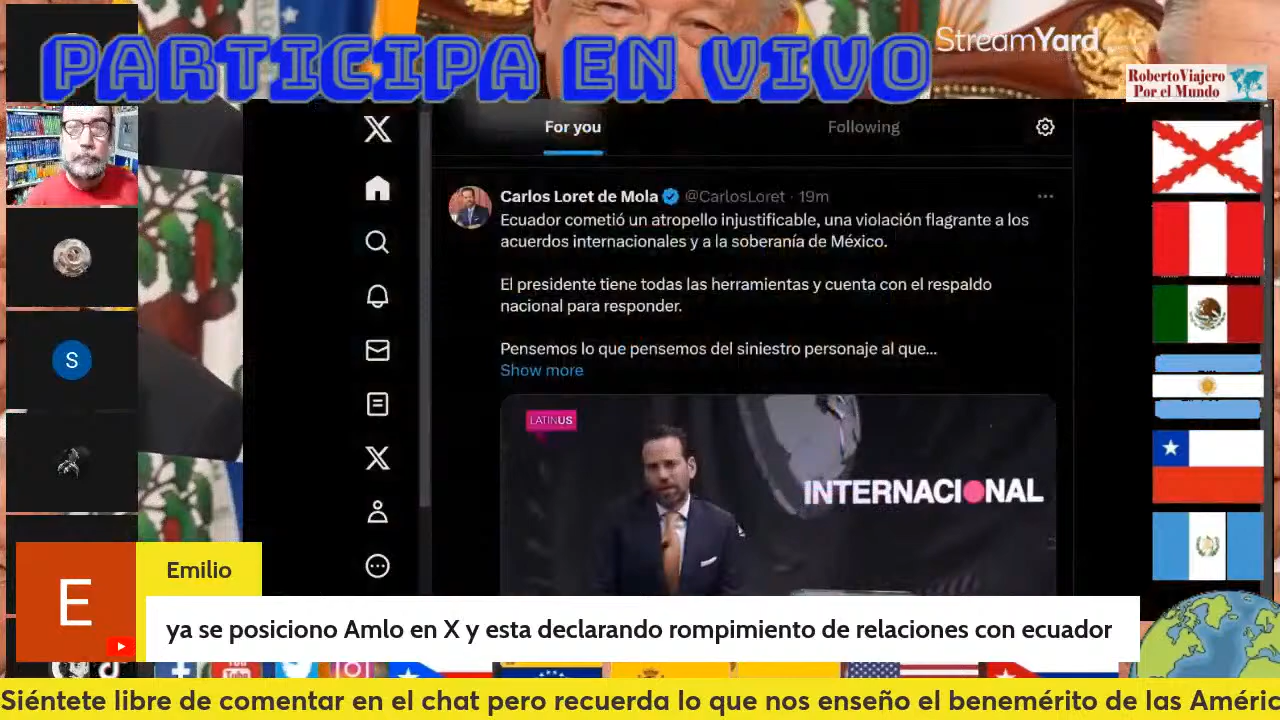 PARTICIPA EN VIVO
StreamYard
RobertoViajero
Por el Mundo
For you
Following
Carlos Loret de Mola @CarlosLoret · 19m
Ecuador cometió un atropello injustificable, una violación flagrante a los
acuerdos internacionales y a la soberanía de México.
El presidente tiene todas las herramientas y cuenta con el respaldo
nacional para responder.
Pensemos lo que pensemos del siniestro personaje al que...
Show more
LATINUS
INTERNACIONAL
S
E
Emilio
ya se posiciono Amlo en X y esta declarando rompimiento de relaciones con ecuador
You
Tube
Siéntete libre de comentar en el chat pero recuerda lo que nos enseño el benemérito de las Améric